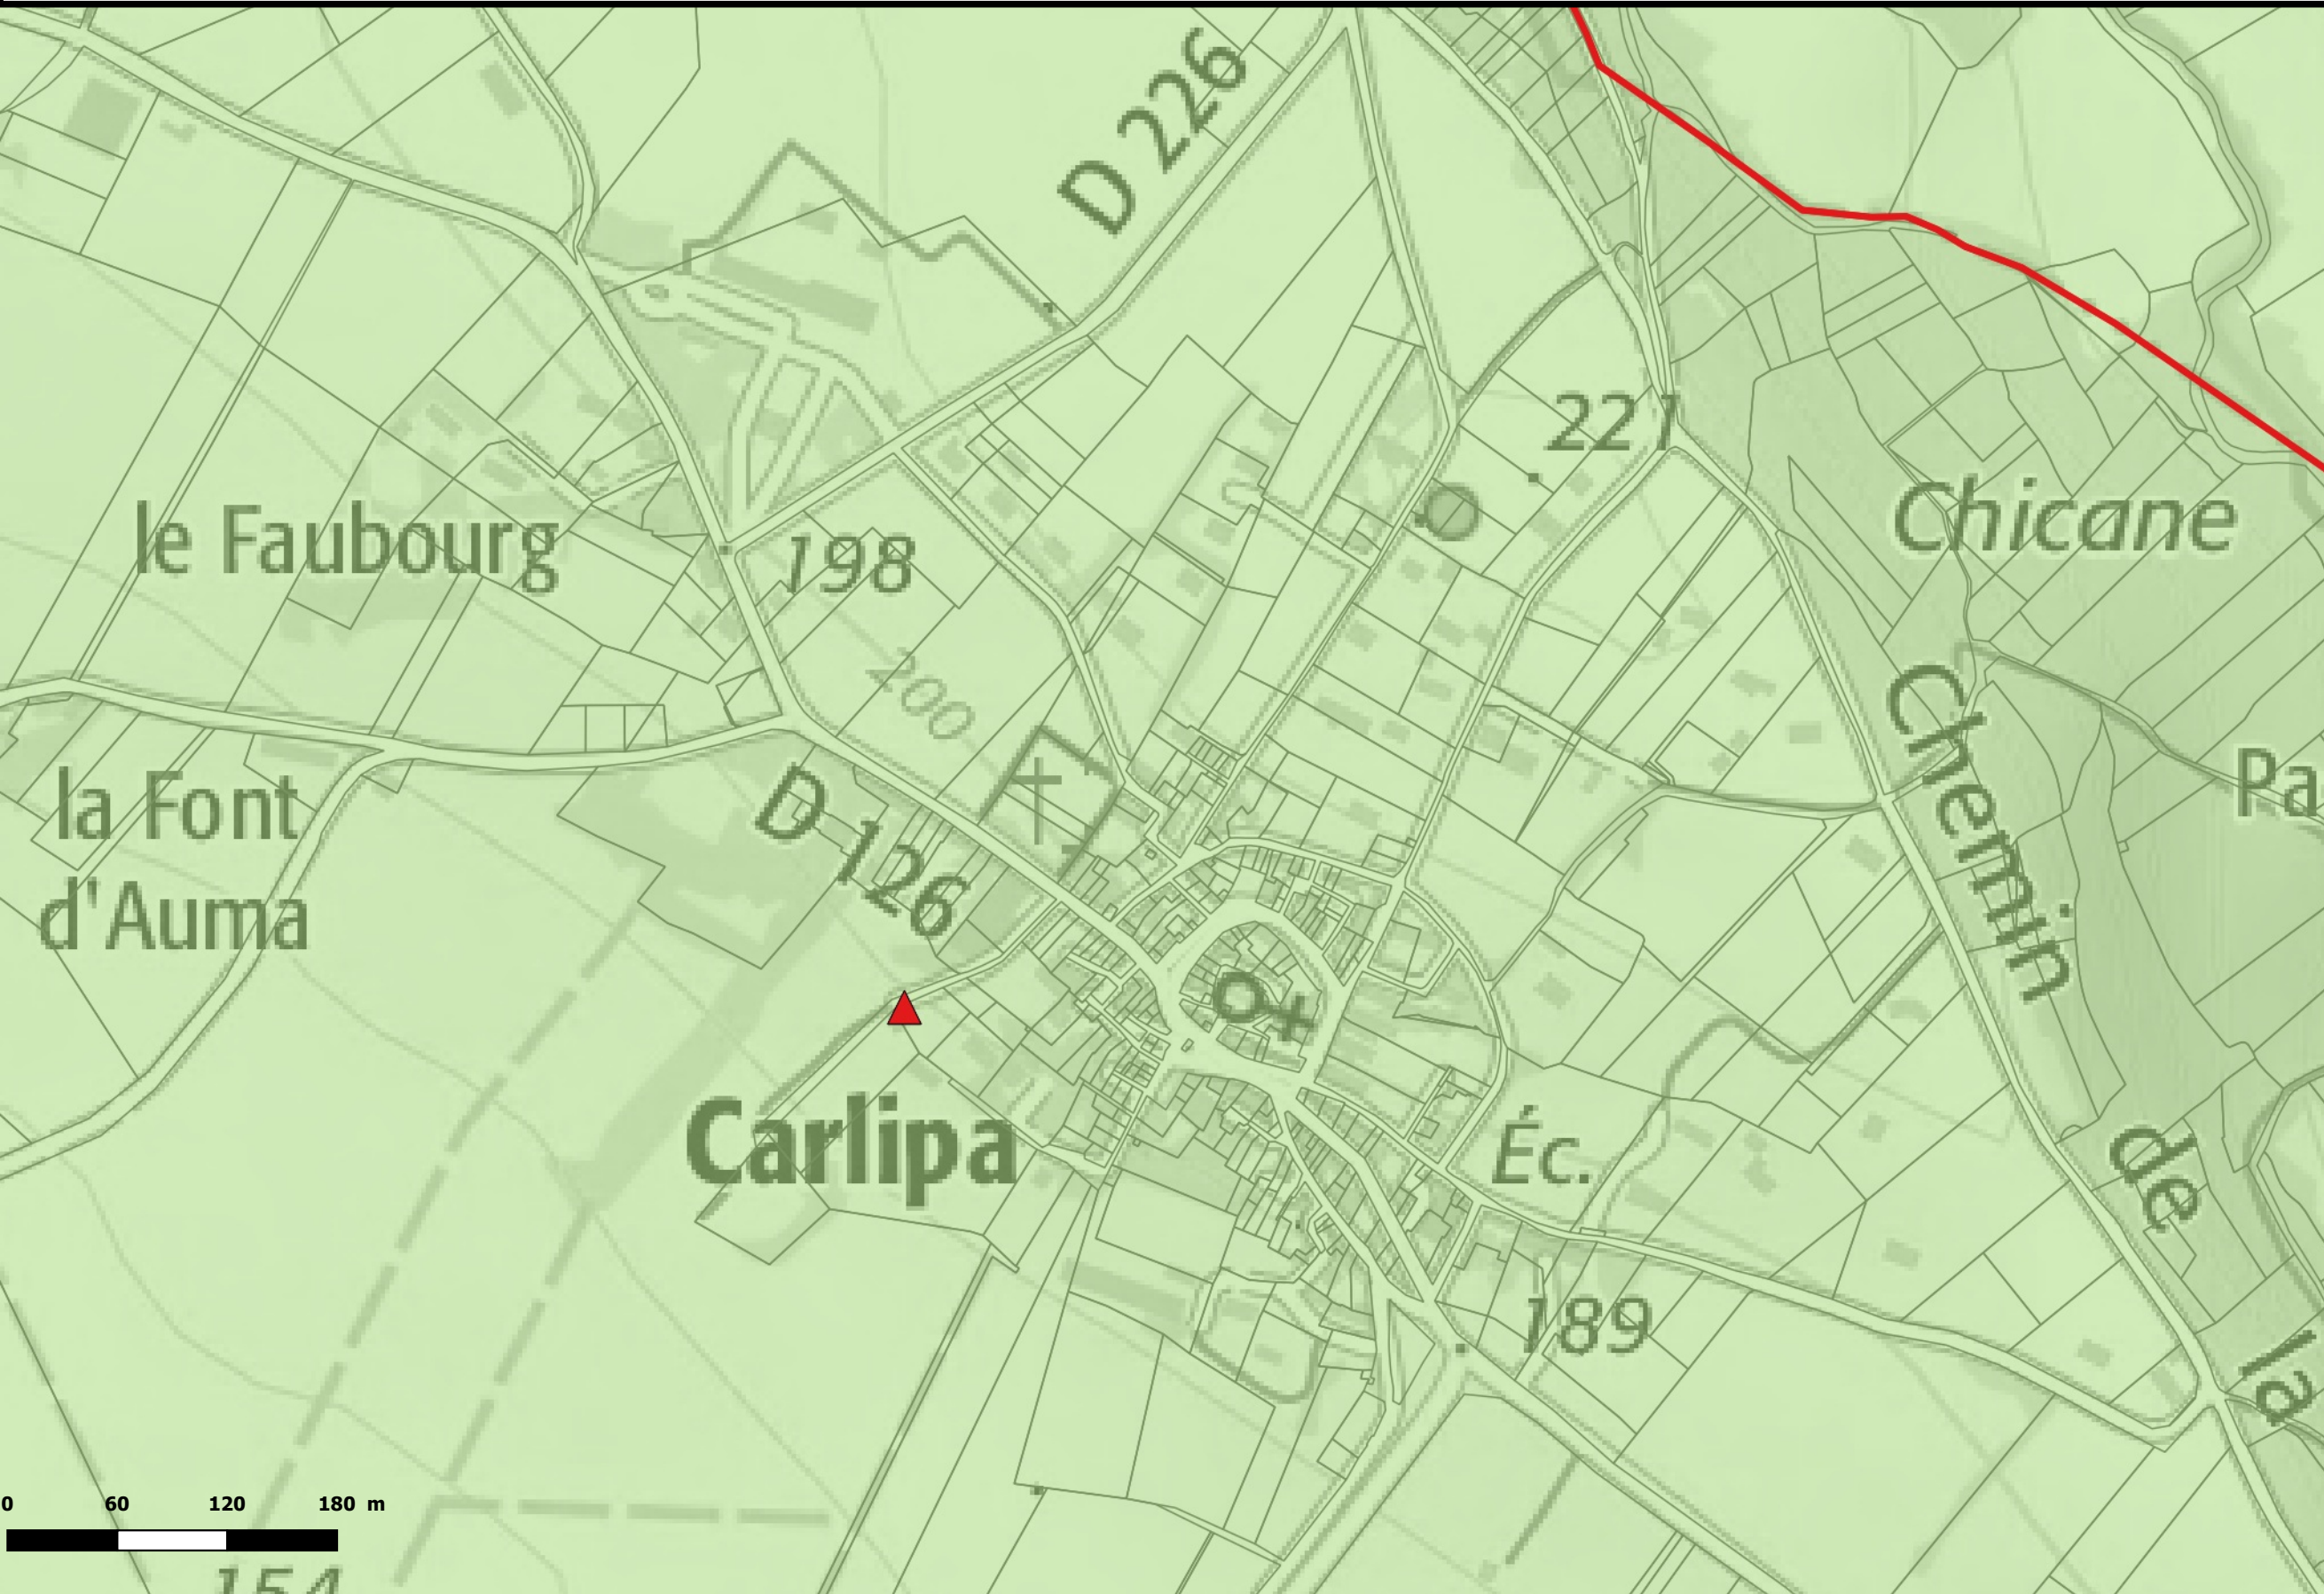 D 226
221
le Faubourg
198
Chicane
200
Chemin
Pa
la Font
d'Auma
D 126
Carlipa
Éc.
de
189
la
0 60 120 180 m
154